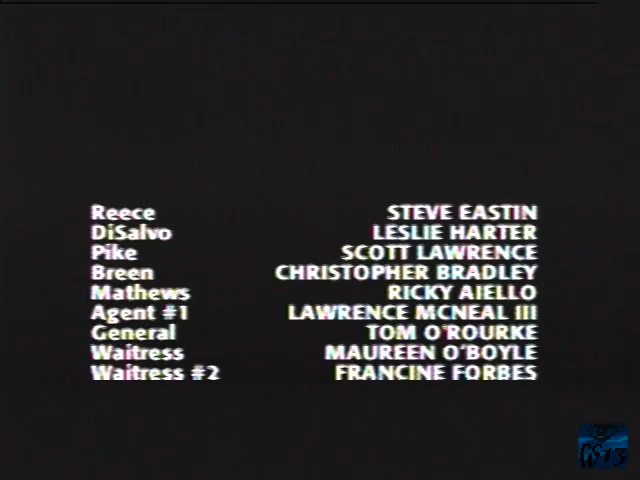 Reece STEVE EASTIN
DiSalvo LESLIE HARTER
Pike SCOTT LAWRENCE
Breen CHRISTOPHER BRADLEY
Mathews RICKY AIELLO
Agent #1 LAWRENCE MCNEAL III
General TOM O'ROURKE
Waitress MAUREEN O'BOYLE
Waitress #2 FRANCINE FORBES